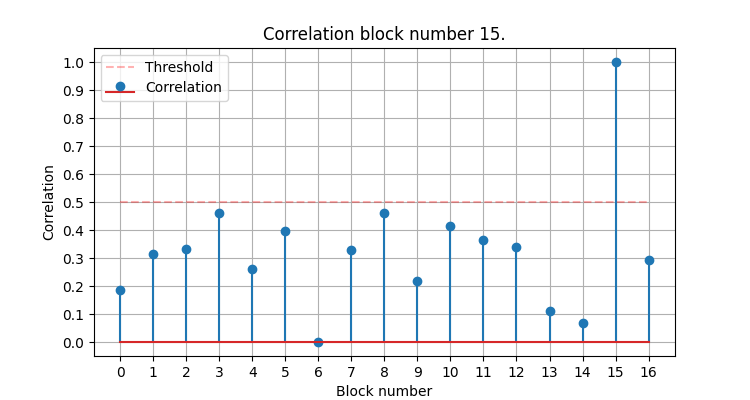 Correlation block number 15.
Threshold
Correlation
Correlation
1.0
0.9
0.8
0.7
0.6
0.5
0.4
0.3
0.2
0.1
0.0
0 1 2 3 4 5 6 7 8 9 10 11 12 13 14 15 16
Block number